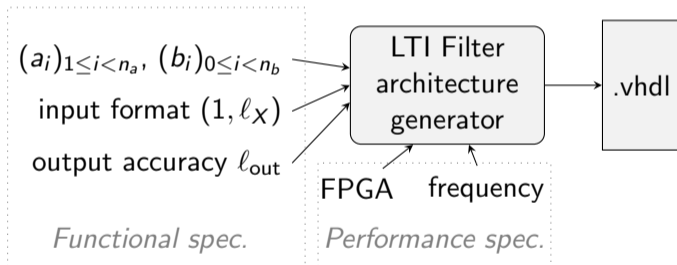 (a_i)_{1≤i<n_a}, (b_i)_{0≤i<n_b}
input format (1, ℓ_X)
output accuracy ℓ_out
Functional spec.
LTI Filter
architecture
generator
FPGA frequency
Performance spec.
.vhdl